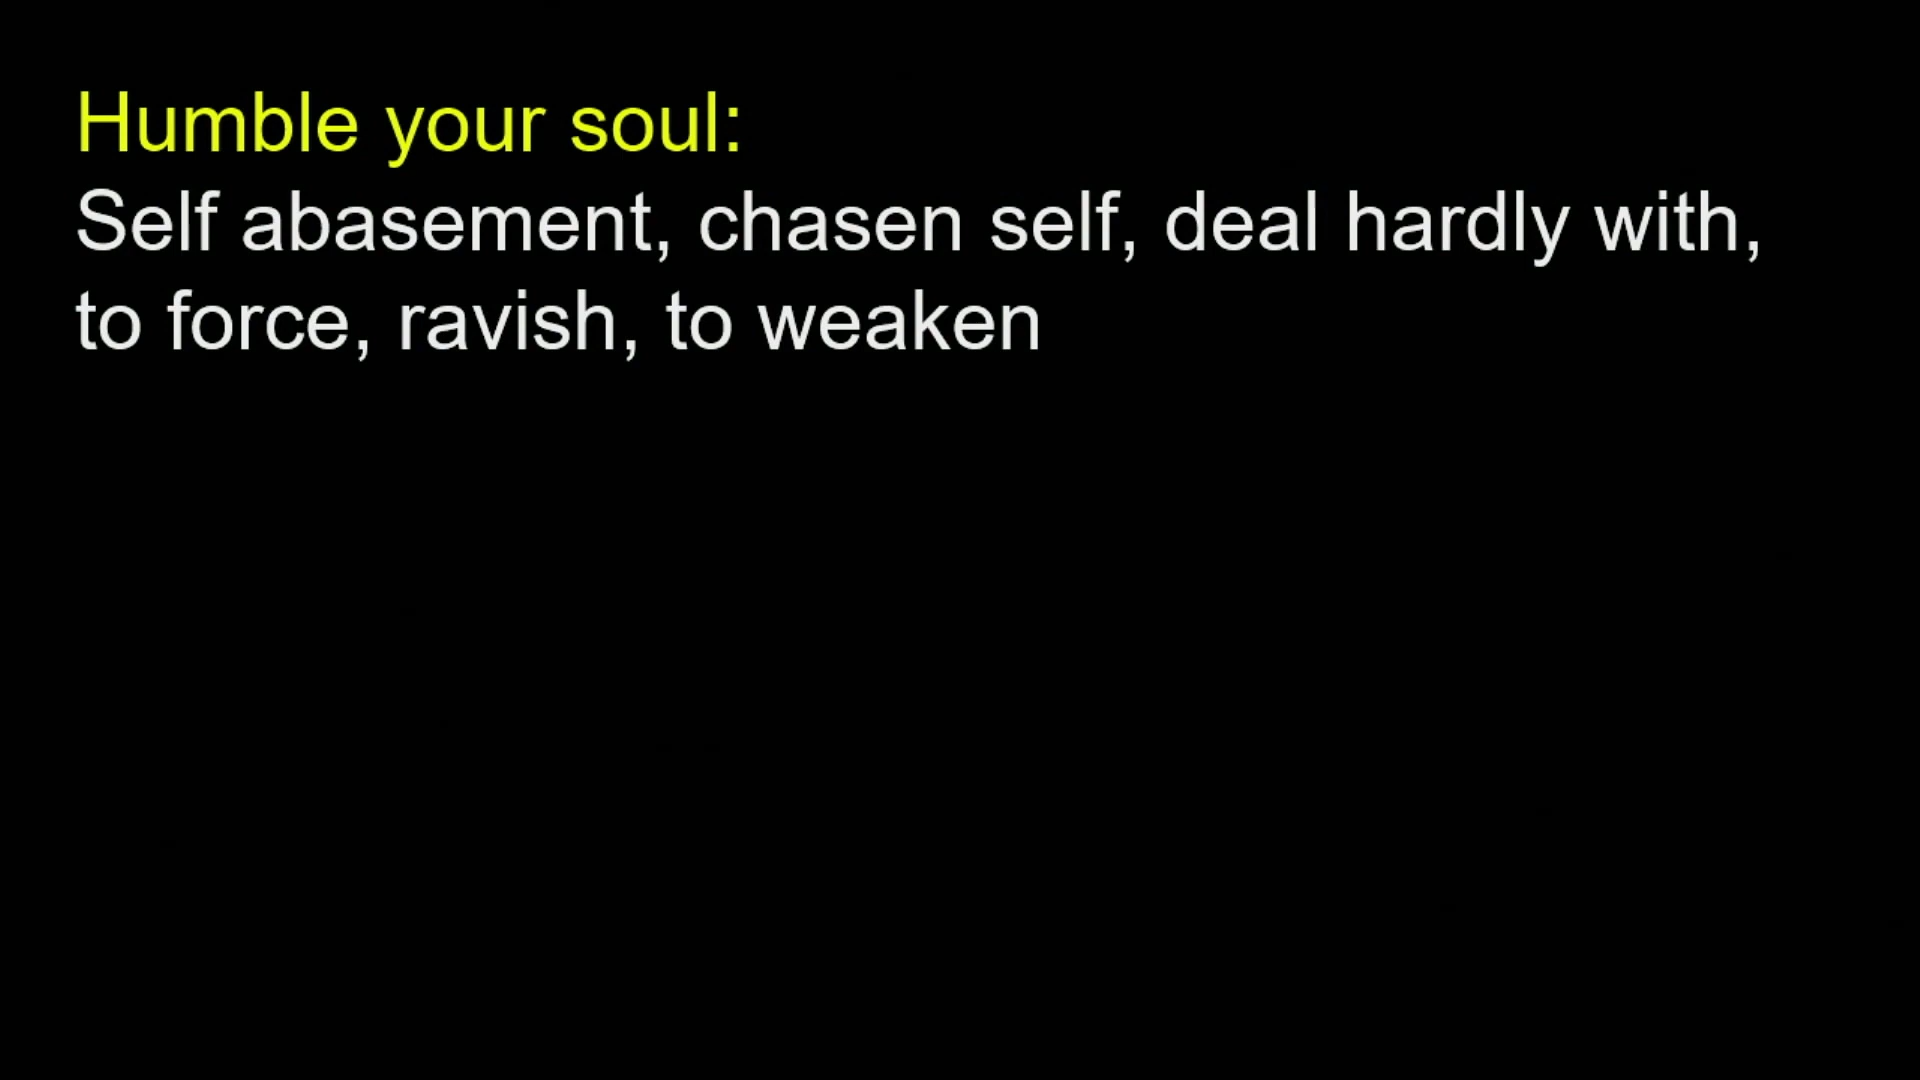 Humble your soul:
Self abasement, chasen self, deal hardly with,
to force, ravish, to weaken